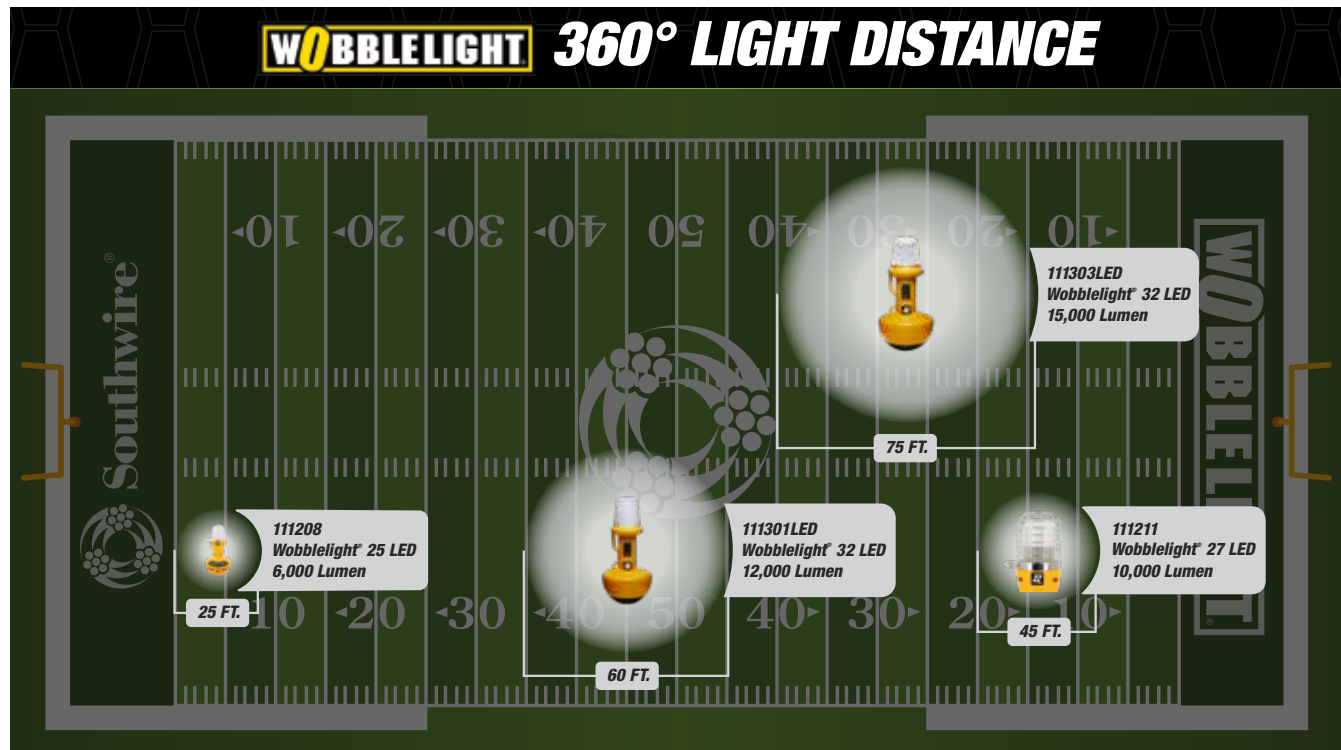 WOBBLELIGHT® 360° LIGHT DISTANCE
10 20 30 40 50 40 30 20 10
Southwire®
WOBBLELIGHT®
111303LED
Wobblelight® 32 LED
15,000 Lumen
75 FT.
111208
Wobblelight® 25 LED
6,000 Lumen
25 FT.
111301LED
Wobblelight® 32 LED
12,000 Lumen
60 FT.
111211
Wobblelight® 27 LED
10,000 Lumen
45 FT.
10 20 30 40 50 40 30 20 10